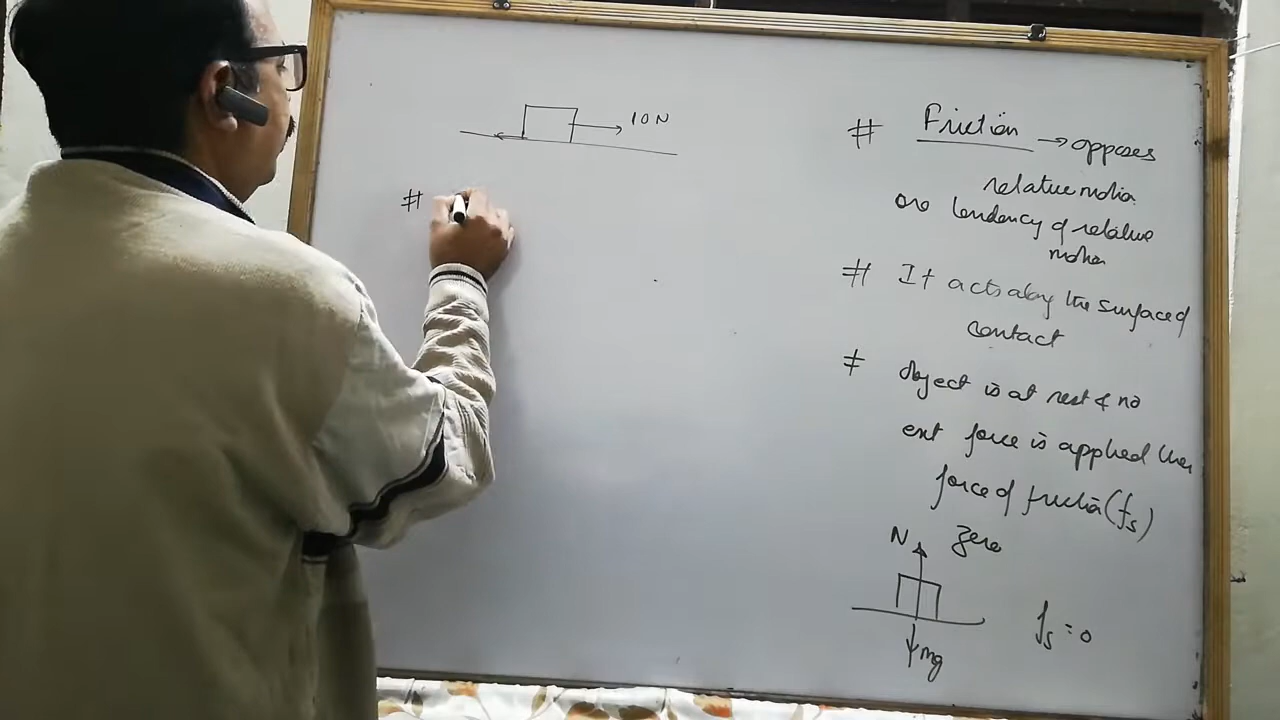 10 N
#
# Friction → opposes
relative motion
or tendency of relative
motion
# It acts along the surface of
contact
# Object is at rest & no
ext force is applied then
force of friction (fs)
zero
N
mg
fs = 0